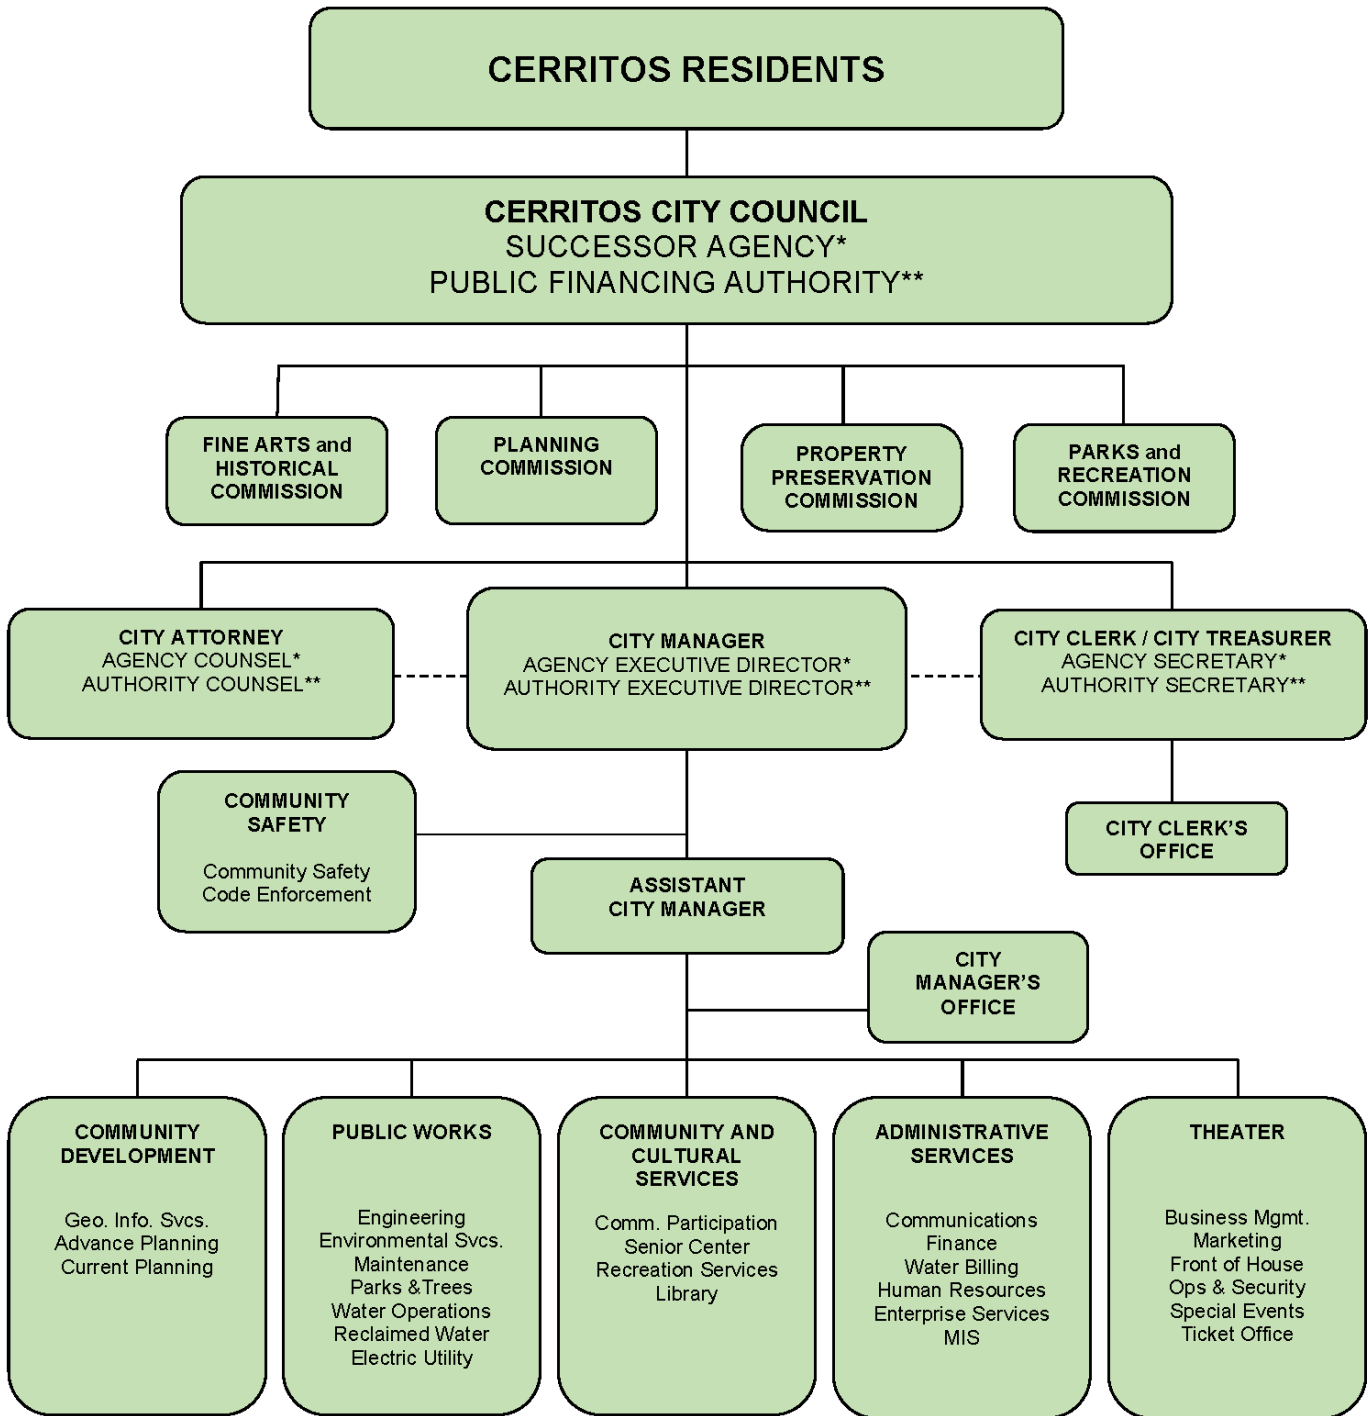 CERRITOS RESIDENTS
CERRITOS CITY COUNCIL
SUCCESSOR AGENCY*
PUBLIC FINANCING AUTHORITY**
FINE ARTS and
HISTORICAL
COMMISSION
PLANNING
COMMISSION
PROPERTY
PRESERVATION
COMMISSION
PARKS and
RECREATION
COMMISSION
CITY ATTORNEY
AGENCY COUNSEL*
AUTHORITY COUNSEL**
CITY MANAGER
AGENCY EXECUTIVE DIRECTOR*
AUTHORITY EXECUTIVE DIRECTOR**
CITY CLERK / CITY TREASURER
AGENCY SECRETARY*
AUTHORITY SECRETARY**
COMMUNITY
SAFETY
Community Safety
Code Enforcement
CITY CLERK'S
OFFICE
ASSISTANT
CITY MANAGER
CITY
MANAGER'S
OFFICE
COMMUNITY
DEVELOPMENT
Geo. Info. Svcs.
Advance Planning
Current Planning
PUBLIC WORKS
Engineering
Environmental Svcs.
Maintenance
Parks &Trees
Water Operations
Reclaimed Water
Electric Utility
COMMUNITY AND
CULTURAL
SERVICES
Comm. Participation
Senior Center
Recreation Services
Library
ADMINISTRATIVE
SERVICES
Communications
Finance
Water Billing
Human Resources
Enterprise Services
MIS
THEATER
Business Mgmt.
Marketing
Front of House
Ops & Security
Special Events
Ticket Office